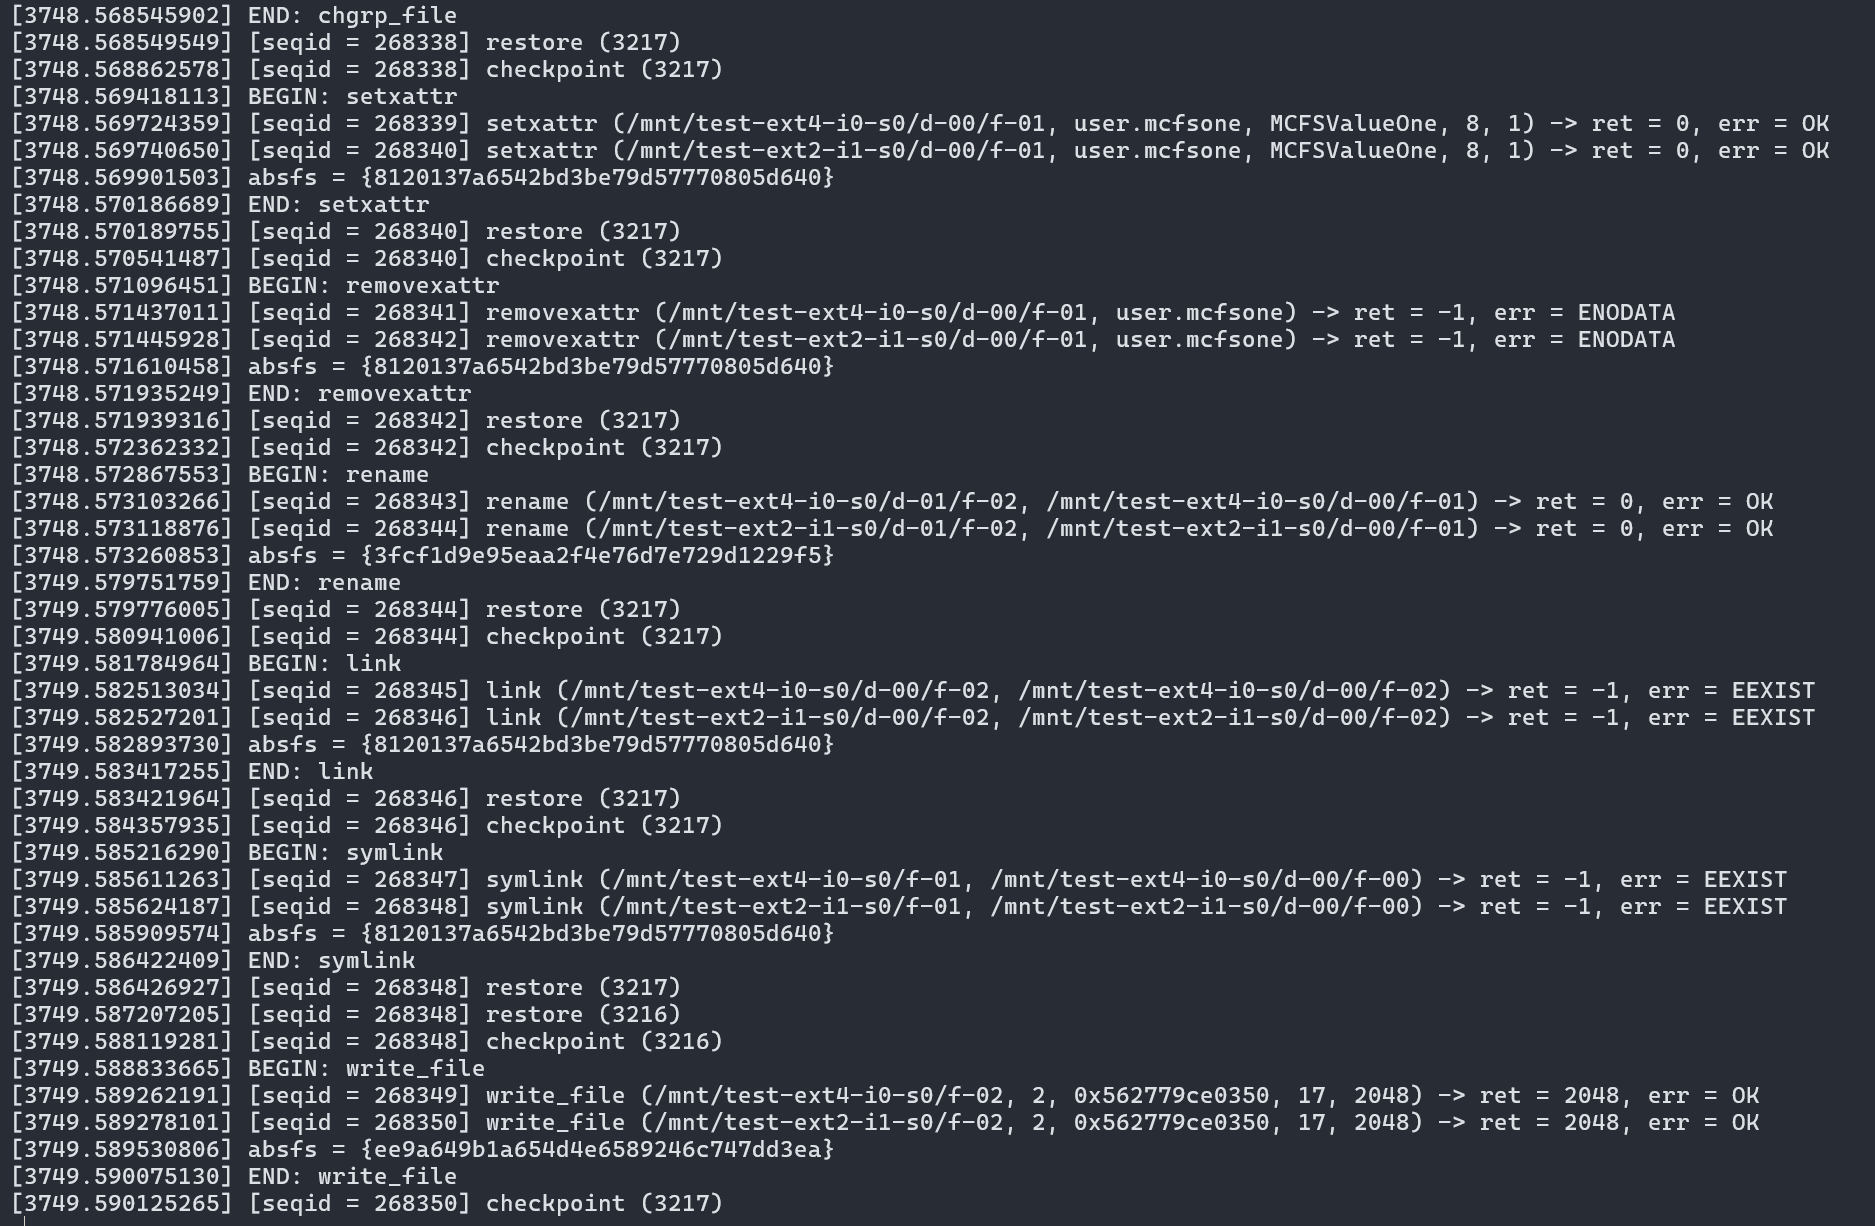 [3748.568545902] END: chgrp_file
[3748.568549549] [seqid = 268338] restore (3217)
[3748.568862578] [seqid = 268338] checkpoint (3217)
[3748.569418113] BEGIN: setxattr
[3748.569724359] [seqid = 268339] setxattr (/mnt/test-ext4-i0-s0/d-00/f-01, user.mcfsone, MCFSValueOne, 8, 1) -> ret = 0, err = OK
[3748.569740650] [seqid = 268340] setxattr (/mnt/test-ext2-i1-s0/d-00/f-01, user.mcfsone, MCFSValueOne, 8, 1) -> ret = 0, err = OK
[3748.569901503] absfs = {8120137a6542bd3be79d57770805d640}
[3748.570186689] END: setxattr
[3748.570189755] [seqid = 268340] restore (3217)
[3748.570541487] [seqid = 268340] checkpoint (3217)
[3748.571096451] BEGIN: removexattr
[3748.571437011] [seqid = 268341] removexattr (/mnt/test-ext4-i0-s0/d-00/f-01, user.mcfsone) -> ret = -1, err = ENODATA
[3748.571445928] [seqid = 268342] removexattr (/mnt/test-ext2-i1-s0/d-00/f-01, user.mcfsone) -> ret = -1, err = ENODATA
[3748.571610458] absfs = {8120137a6542bd3be79d57770805d640}
[3748.571935249] END: removexattr
[3748.571939316] [seqid = 268342] restore (3217)
[3748.572362332] [seqid = 268342] checkpoint (3217)
[3748.572867553] BEGIN: rename
[3748.573103266] [seqid = 268343] rename (/mnt/test-ext4-i0-s0/d-01/f-02, /mnt/test-ext4-i0-s0/d-00/f-01) -> ret = 0, err = OK
[3748.573118876] [seqid = 268344] rename (/mnt/test-ext2-i1-s0/d-01/f-02, /mnt/test-ext2-i1-s0/d-00/f-01) -> ret = 0, err = OK
[3748.573260853] absfs = {3fcf1d9e95eaa2f4e76d7e729d1229f5}
[3749.579751759] END: rename
[3749.579776005] [seqid = 268344] restore (3217)
[3749.580941006] [seqid = 268344] checkpoint (3217)
[3749.581784964] BEGIN: link
[3749.582513034] [seqid = 268345] link (/mnt/test-ext4-i0-s0/d-00/f-02, /mnt/test-ext4-i0-s0/d-00/f-02) -> ret = -1, err = EEXIST
[3749.582527201] [seqid = 268346] link (/mnt/test-ext2-i1-s0/d-00/f-02, /mnt/test-ext2-i1-s0/d-00/f-02) -> ret = -1, err = EEXIST
[3749.582893730] absfs = {8120137a6542bd3be79d57770805d640}
[3749.583417255] END: link
[3749.583421964] [seqid = 268346] restore (3217)
[3749.584357935] [seqid = 268346] checkpoint (3217)
[3749.585216290] BEGIN: symlink
[3749.585611263] [seqid = 268347] symlink (/mnt/test-ext4-i0-s0/f-01, /mnt/test-ext4-i0-s0/d-00/f-00) -> ret = -1, err = EEXIST
[3749.585624187] [seqid = 268348] symlink (/mnt/test-ext2-i1-s0/f-01, /mnt/test-ext2-i1-s0/d-00/f-00) -> ret = -1, err = EEXIST
[3749.585909574] absfs = {8120137a6542bd3be79d57770805d640}
[3749.586422409] END: symlink
[3749.586426927] [seqid = 268348] restore (3217)
[3749.587207205] [seqid = 268348] restore (3216)
[3749.588119281] [seqid = 268348] checkpoint (3216)
[3749.588833665] BEGIN: write_file
[3749.589262191] [seqid = 268349] write_file (/mnt/test-ext4-i0-s0/f-02, 2, 0x562779ce0350, 17, 2048) -> ret = 2048, err = OK
[3749.589278101] [seqid = 268350] write_file (/mnt/test-ext2-i1-s0/f-02, 2, 0x562779ce0350, 17, 2048) -> ret = 2048, err = OK
[3749.589530806] absfs = {ee9a649b1a654d4e6589246c747dd3ea}
[3749.590075130] END: write_file
[3749.590125265] [seqid = 268350] checkpoint (3217)